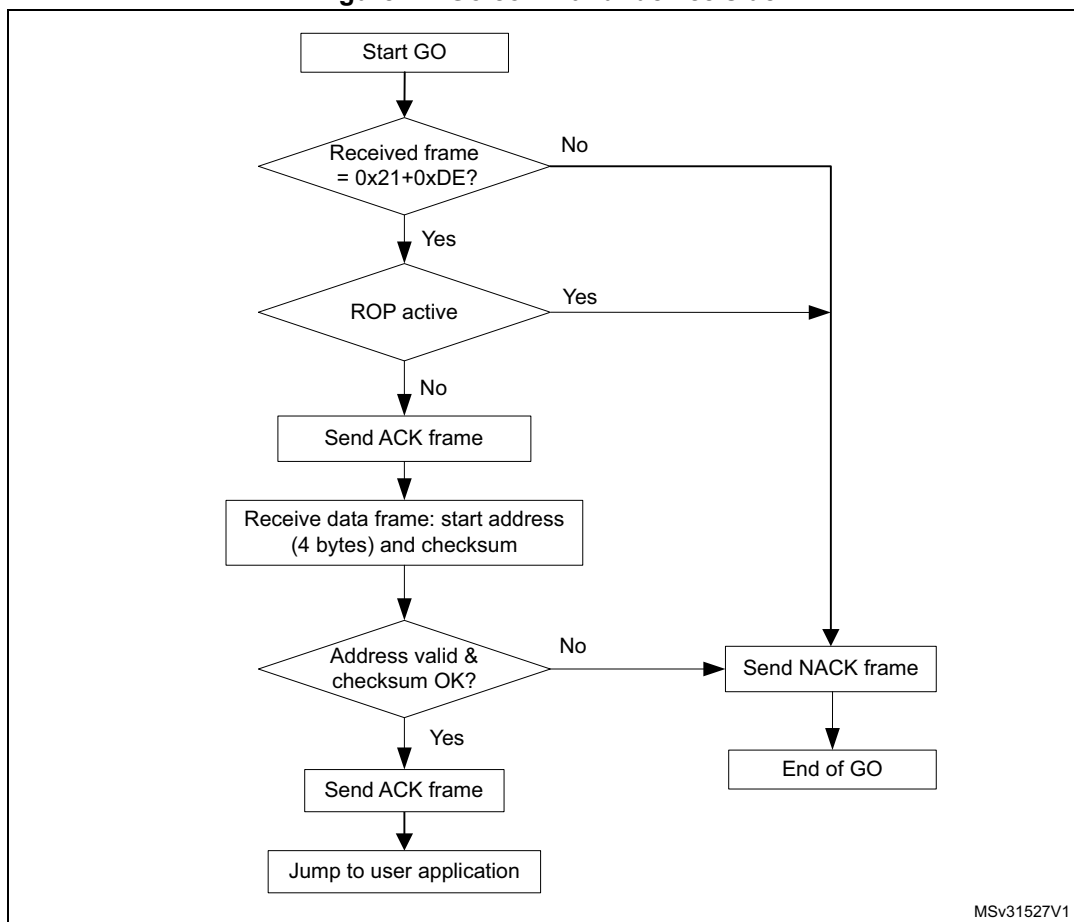 Start GO
Received frame
= 0x21+0xDE?
No
Yes
ROP active
Yes
No
Send ACK frame
Receive data frame: start address
(4 bytes) and checksum
Address valid &
checksum OK?
No
Send NACK frame
Yes
End of GO
Send ACK frame
Jump to user application
MSv31527V1